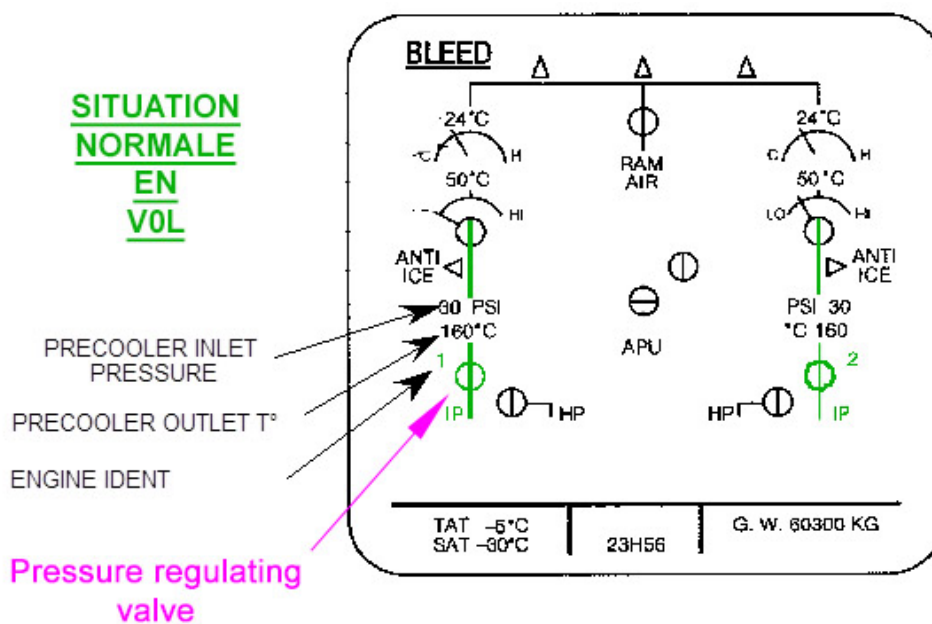 BLEED
SITUATION
NORMALE
EN
V0L
24°C
24°C
C
H
C
H
RAM
AIR
50°C
50°C
HI
LO
HI
ANTI
ICE
ANTI
ICE
30 PSI
PSI 30
160°C
°C 160
APU
PRECOOLER INLET
PRESSURE
1
2
PRECOOLER OUTLET T°
IP
HP
HP
IP
ENGINE IDENT
TAT -5°C
SAT -30°C
23H56
G. W. 60300 KG
Pressure regulating
valve